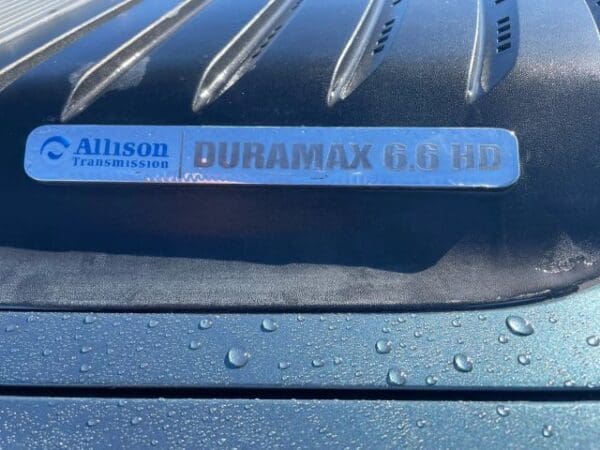 Allison
Transmission
DURAMAX 6.6 HD